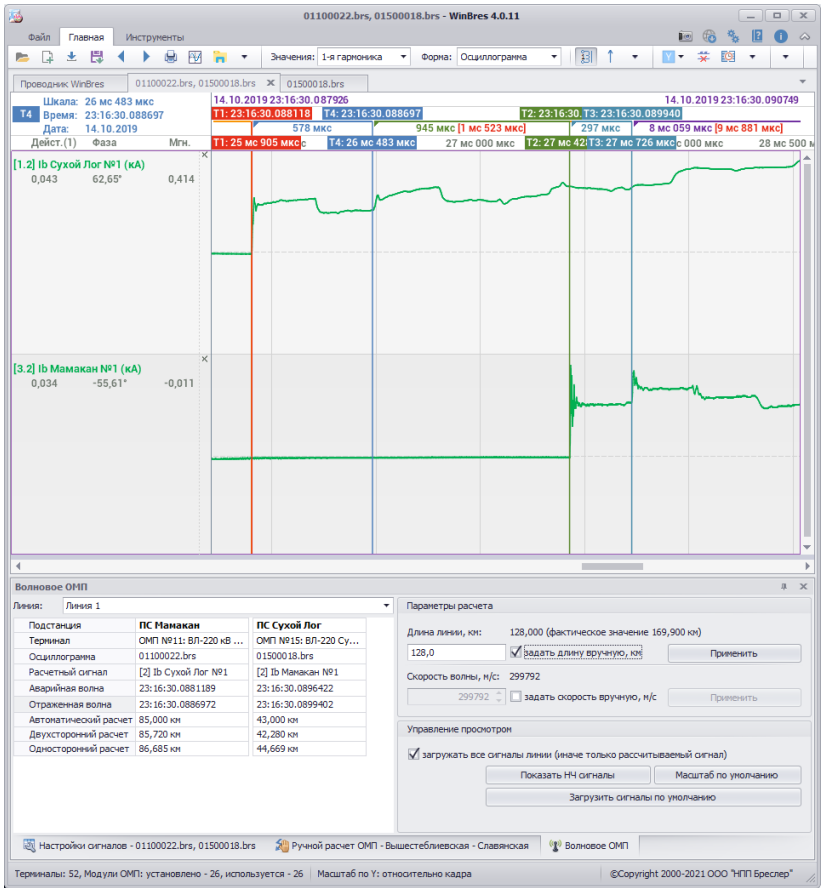 01100022.brs, 01500018.brs - WinBres 4.0.11
Файл Главная Инструменты
Значения: 1-я гармоника Форма: Осциллограмма
Проводник WinBres 01100022.brs, 01500018.brs 01500018.brs
Шкала: 26 мс 483 мкс
T4 Время: 23:16:30.088697
Дата: 14.10.2019
Дейст.(1) Фаза Мгн.
14.10.2019 23:16:30.087926 14.10.2019 23:16:30.090749
T1: 23:16:30.088118 T4: 23:16:30.088697 T2: 23:16:30. T3: 23:16:30.089940
578 мкс 945 мкс [1 мс 523 мкс] 297 мкс 8 мс 059 мкс [9 мс 881 мкс]
T1: 25 мс 905 мкс с T4: 26 мс 483 мкс 27 мс 000 мкс T2: 27 мс 428 T3: 27 мс 726 мкс с 000 мкс 28 мс 500 м
[1.2] Ib Сухой Лог №1 (кА)
0,043 62,65° 0,414
[3.2] Ib Мамакан №1 (кА)
0,034 -55,61° -0,011
Волновое ОМП
Линия: Линия 1
Подстанция ПС Мамакан ПС Сухой Лог
Терминал ОМП №11: ВЛ-220 кВ ... ОМП №15: ВЛ-220 Су...
Осциллограмма 01100022.brs 01500018.brs
Расчетный сигнал [2] Ib Сухой Лог №1 [2] Ib Мамакан №1
Аварийная волна 23:16:30.0881189 23:16:30.0896422
Отраженная волна 23:16:30.0886972 23:16:30.0899402
Автоматический расчет 85,000 км 43,000 км
Двухсторонний расчет 85,720 км 42,280 км
Односторонний расчет 86,685 км 44,669 км
Параметры расчета
Длина линии, км: 128,000 (фактическое значение 169,900 км)
128,0 задать длину вручную, км Применить
Скорость волны, м/с: 299792
299792 задать скорость вручную, м/с Применить
Управление просмотром
загружать все сигналы линии (иначе только рассчитываемый сигнал)
Показать НЧ сигналы Масштаб по умолчанию
Загрузить сигналы по умолчанию
Настройки сигналов - 01100022.brs, 01500018.brs Ручной расчет ОМП - Вышестеблиевская - Славянская Волновое ОМП
Терминалы: 52, Модули ОМП: установлено - 26, используется - 26 Масштаб по Y: относительно кадра ©Copyright 2000-2021 ООО "НПП Бреслер"